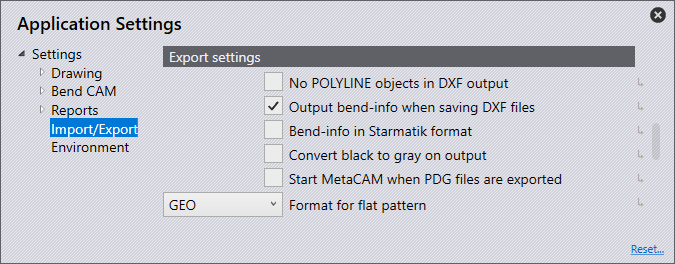 Application Settings
Settings
Drawing
Bend CAM
Reports
Import/Export
Environment
Export settings
No POLYLINE objects in DXF output
Output bend-info when saving DXF files
Bend-info in Starmatik format
Convert black to gray on output
Start MetaCAM when PDG files are exported
GEO Format for flat pattern
Reset...